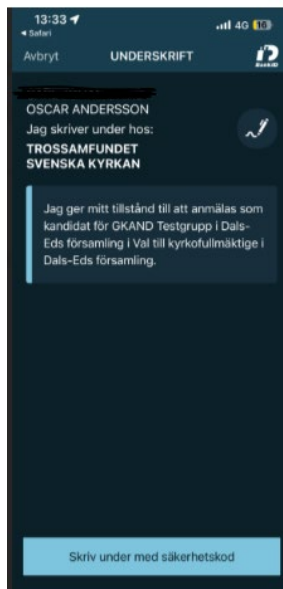 13:33
4G 16
◀ Safari
Avbryt UNDERSKRIFT
BankID
OSCAR ANDERSSON
Jag skriver under hos:
TROSSAMFUNDET
SVENSKA KYRKAN
Jag ger mitt tillstånd till att anmälas som
kandidat för GKAND Testgrupp i Dals-
Eds församling i Val till kyrkofullmäktige i
Dals-Eds församling.
Skriv under med säkerhetskod